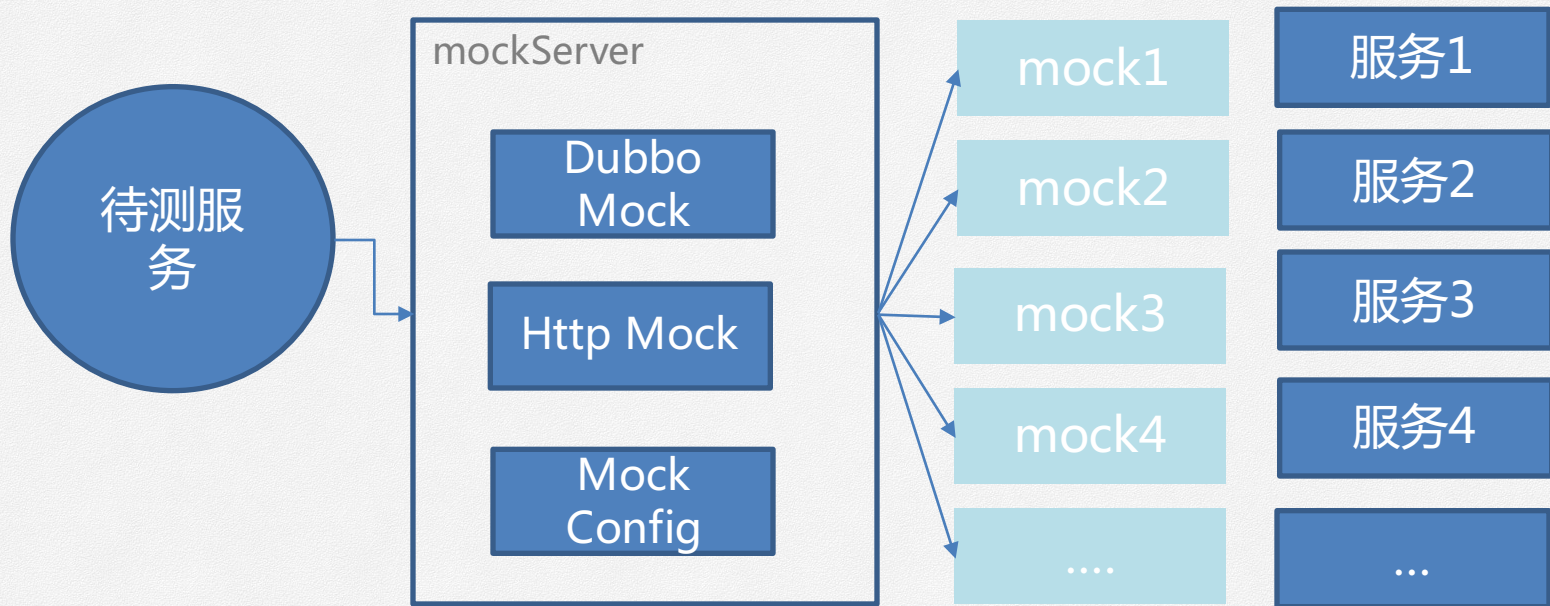 待测服
务
mockServer
Dubbo
Mock
Http Mock
Mock
Config
mock1
mock2
mock3
mock4
....
服务1
服务2
服务3
服务4
...